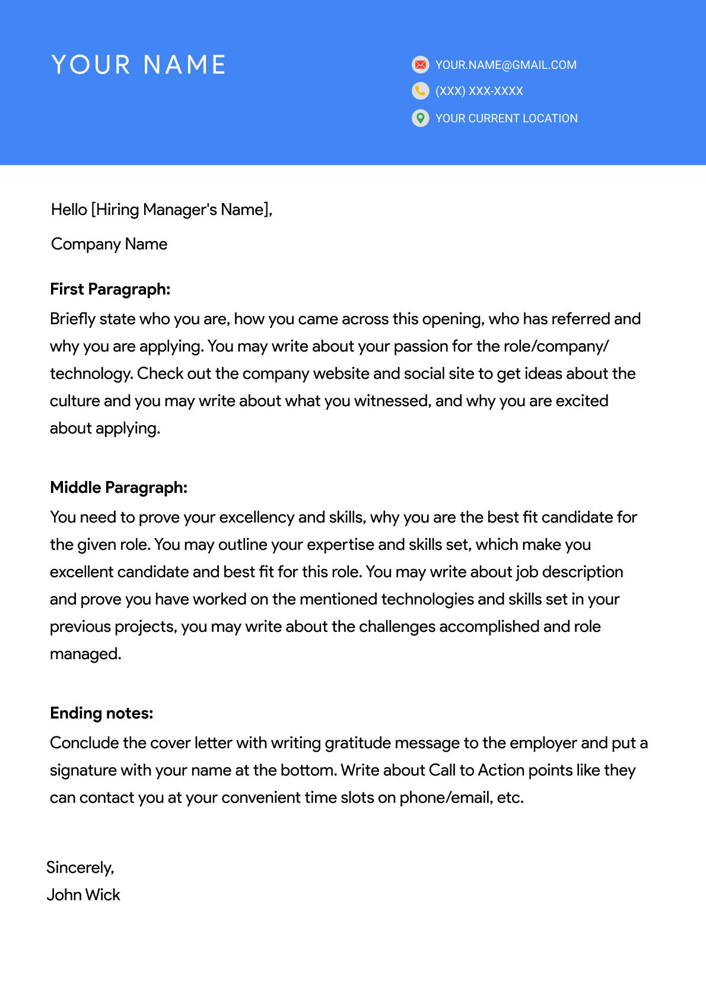 YOUR NAME
YOUR.NAME@GMAIL.COM
(XXX) XXX-XXXX
YOUR CURRENT LOCATION
Hello [Hiring Manager's Name],
Company Name
First Paragraph:
Briefly state who you are, how you came across this opening, who has referred and
why you are applying. You may write about your passion for the role/company/
technology. Check out the company website and social site to get ideas about the
culture and you may write about what you witnessed, and why you are excited
about applying.
Middle Paragraph:
You need to prove your excellency and skills, why you are the best fit candidate for
the given role. You may outline your expertise and skills set, which make you
excellent candidate and best fit for this role. You may write about job description
and prove you have worked on the mentioned technologies and skills set in your
previous projects, you may write about the challenges accomplished and role
managed.
Ending notes:
Conclude the cover letter with writing gratitude message to the employer and put a
signature with your name at the bottom. Write about Call to Action points like they
can contact you at your convenient time slots on phone/email, etc.
Sincerely,
John Wick